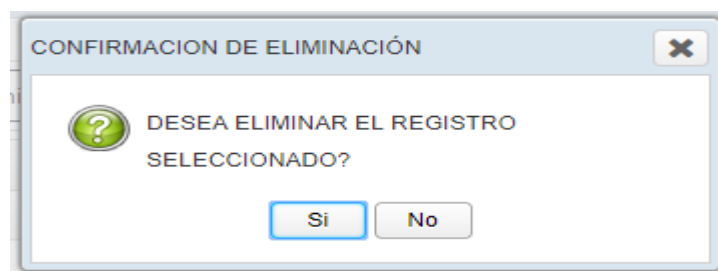 CONFIRMACION DE ELIMINACIÓN
DESEA ELIMINAR EL REGISTRO
SELECCIONADO?
Si No